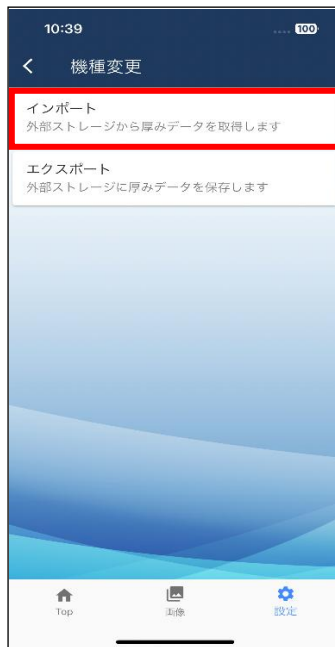 10:39
100
機種変更
インポート
外部ストレージから厚みデータを取得します
エクスポート
外部ストレージに厚みデータを保存します
Top
画像
設定